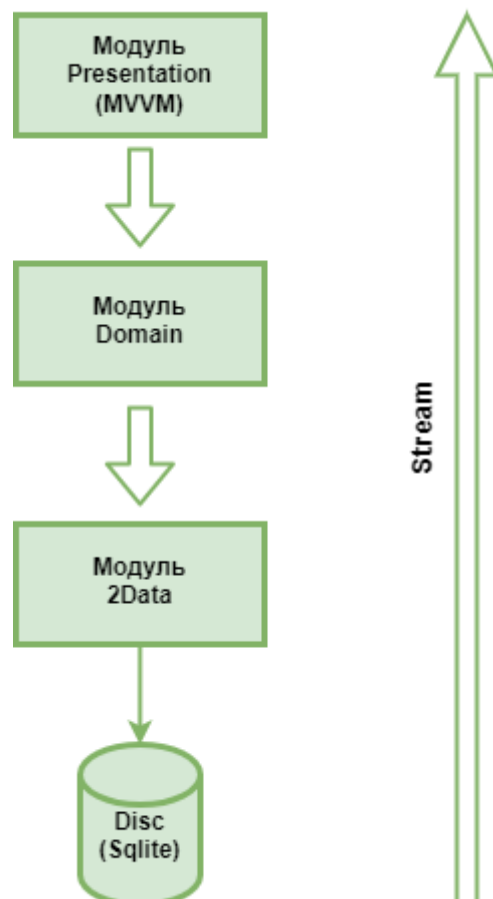 Модуль
Presentation
(MVVM)
Модуль
Domain
Stream
Модуль
2Data
Disc
(Sqlite)